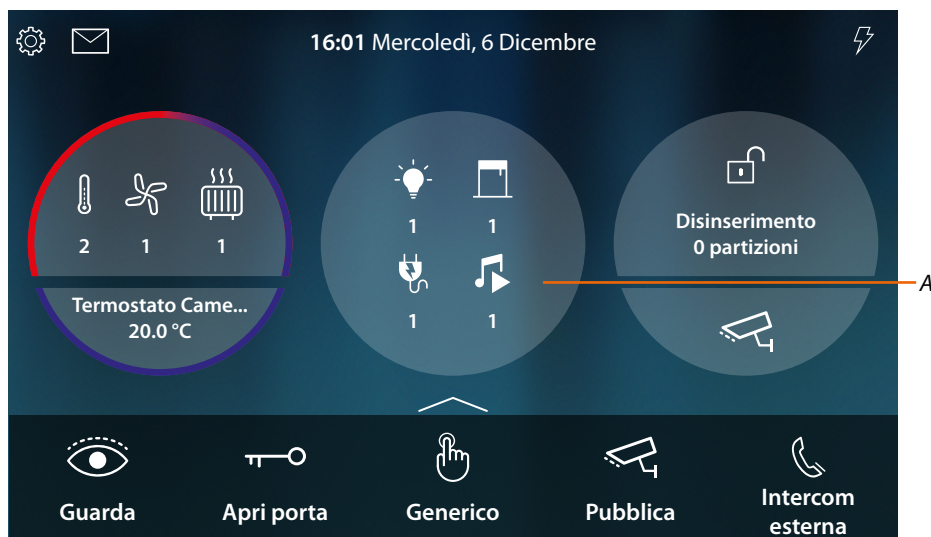 16:01 Mercoledì, 6 Dicembre
2 1 1
Termostato Came...
20.0 °C
1 1
1 1
Disinserimento
0 partizioni
A
Guarda
Apri porta
Generico
Pubblica
Intercom
esterna